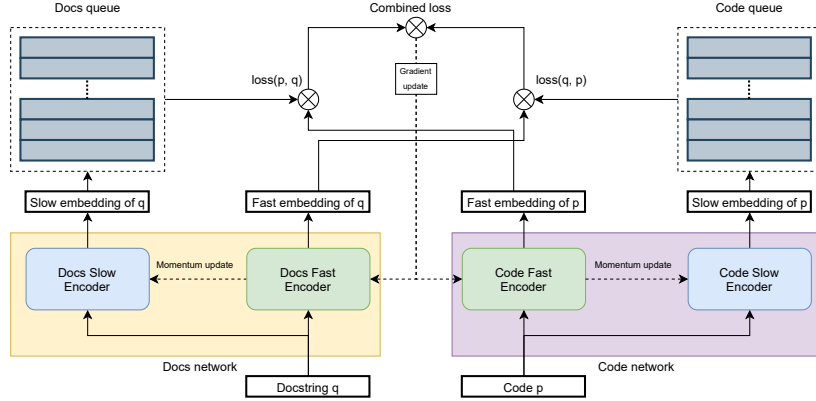 Docs queue
Combined loss
Code queue
loss(p, q)
Gradient
update
loss(q, p)
Slow embedding of q
Fast embedding of q
Fast embedding of p
Slow embedding of p
Docs Slow
Encoder
Momentum update
Docs Fast
Encoder
Code Fast
Encoder
Momentum update
Code Slow
Encoder
Docs network
Code network
Docstring q
Code p